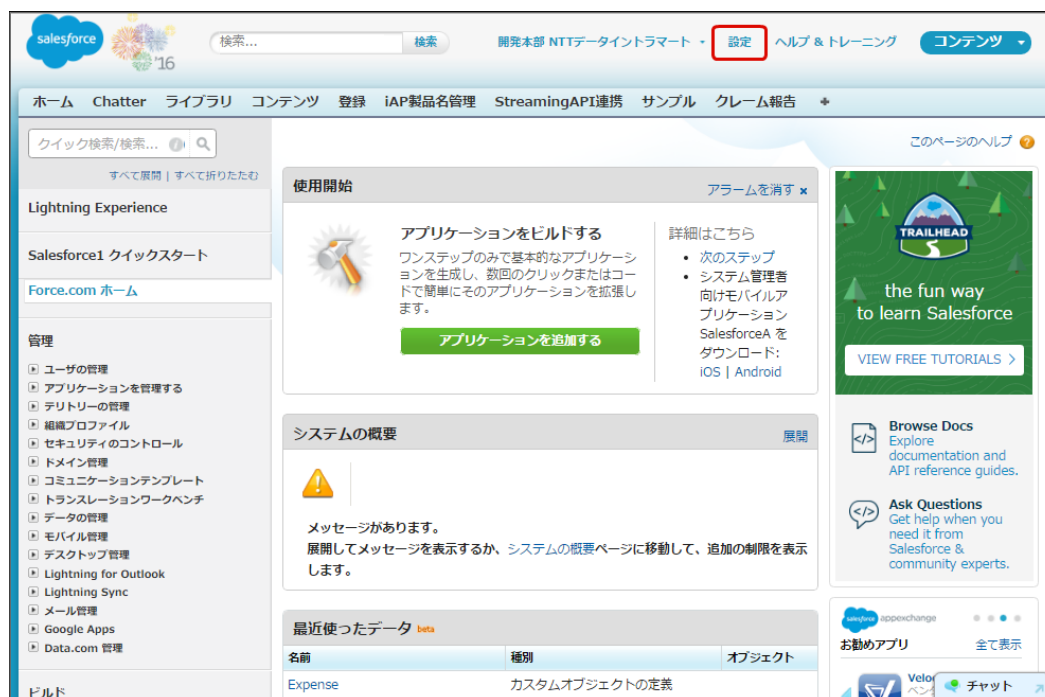 salesforce
'16
検索...
検索
開発本部 NTTデータイントラマート
設定
ヘルプ & トレーニング
コンテンツ
ホーム Chatter ライブラリ コンテンツ 登録 iAP製品名管理 StreamingAPI連携 サンプル クレーム報告 +
クイック検索/検索...
すべて展開 | すべて折りたたむ
Lightning Experience
Salesforce1 クイックスタート
Force.com ホーム
管理
ユーザの管理
アプリケーションを管理する
テリトリーの管理
組織プロファイル
セキュリティのコントロール
ドメイン管理
コミュニケーションテンプレート
トランスレーションワークベンチ
データの管理
モバイル管理
デスクトップ管理
Lightning for Outlook
Lightning Sync
メール管理
Google Apps
Data.com 管理
ビルド
このページのヘルプ
使用開始
アラームを消す ×
アプリケーションをビルドする
ワンステップのみで基本的なアプリケーシ
ョンを生成し、数回のクリックまたはコー
ドで簡単にそのアプリケーションを拡張し
ます。
アプリケーションを追加する
詳細はこちら
次のステップ
システム管理者
向けモバイルア
プリケーション
SalesforceA を
ダウンロード:
iOS | Android
システムの概要
展開
メッセージがあります。
展開してメッセージを表示するか、システムの概要ページに移動して、追加の制限を表示
します。
最近使ったデータ beta
名前 種別 オブジェクト
Expense カスタムオブジェクトの定義
TRAILHEAD
the fun way
to learn Salesforce
VIEW FREE TUTORIALS >
Browse Docs
Explore
documentation and
API reference guides.
Ask Questions
Get help when you
need it from
Salesforce &
community experts.
salesforce appexchange
お勧めアプリ
全て表示
チャット